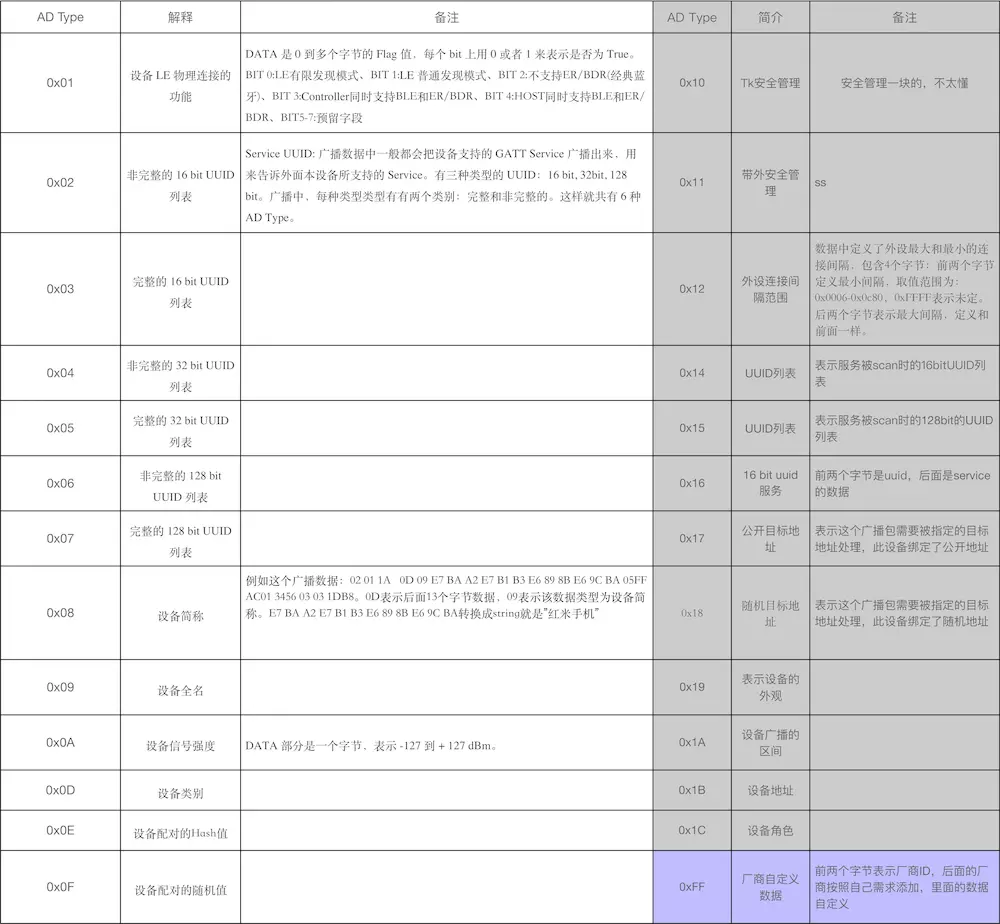 AD Type
解释
备注
AD Type
简介
备注
0x01
设备 LE 物理连接的
功能
DATA 是 0 到多个字节的 Flag 值，每个 bit 上用 0 或者 1 来表示是否为 True。
BIT 0:LE有限发现模式、BIT 1:LE 普通发现模式、BIT 2:不支持ER/BDR(经典蓝
牙)、BIT 3:Controller同时支持BLE和ER/BDR、BIT 4:HOST同时支持BLE和ER/
BDR、BIT5-7:预留字段
0x10
Tk安全管理
安全管理一块的，不太懂
0x02
非完整的 16 bit UUID
列表
Service UUID: 广播数据中一般都会把设备支持的 GATT Service 广播出来，用
来告诉外面本设备所支持的 Service。有三种类型的 UUID：16 bit, 32bit, 128
bit。广播中，每种类型类型有有两个类别：完整和非完整的。这样就共有 6 种
AD Type。
0x11
带外安全管
理
ss
0x03
完整的 16 bit UUID
列表
0x12
外设连接间
隔范围
数据中定义了外设最大和最小的连
接间隔，包含4个字节：前两个字节
定义最小间隔，取值范围为：
0x0006-0x0c80，0xFFFF表示未定。
后两个字节表示最大间隔，定义和
前面一样。
0x04
非完整的 32 bit UUID
列表
0x14
UUID列表
表示服务被scan时的16bitUUID列
表
0x05
完整的 32 bit UUID
列表
0x15
UUID列表
表示服务被scan时的128bit的UUID
列表
0x06
非完整的 128 bit
UUID 列表
0x16
16 bit uuid
服务
前两个字节是uuid，后面是service
的数据
0x07
完整的 128 bit UUID
列表
0x17
公开目标地
址
表示这个广播包需要被指定的目标
地址处理，此设备绑定了公开地址
0x08
设备简称
例如这个广播数据：02 01 1A 0D 09 E7 BA A2 E7 B1 B3 E6 89 8B E6 9C BA 05FF
AC01 3456 03 03 1DB8。0D表示后面13个字节数据，09表示该数据类型为设备简
称。E7 BA A2 E7 B1 B3 E6 89 8B E6 9C BA转换成string就是"红米手机"
0x18
随机目标地
址
表示这个广播包需要被指定的目标
地址处理，此设备绑定了随机地址
0x09
设备全名
0x19
表示设备的
外观
0x0A
设备信号强度
DATA 部分是一个字节，表示 -127 到 + 127 dBm。
0x1A
设备广播的
区间
0x0D
设备类别
0x1B
设备地址
0x0E
设备配对的Hash值
0x1C
设备角色
0x0F
设备配对的随机值
0xFF
厂商自定义
数据
前两个字节表示厂商ID，后面的厂
商按照自己需求添加，里面的数据
自定义